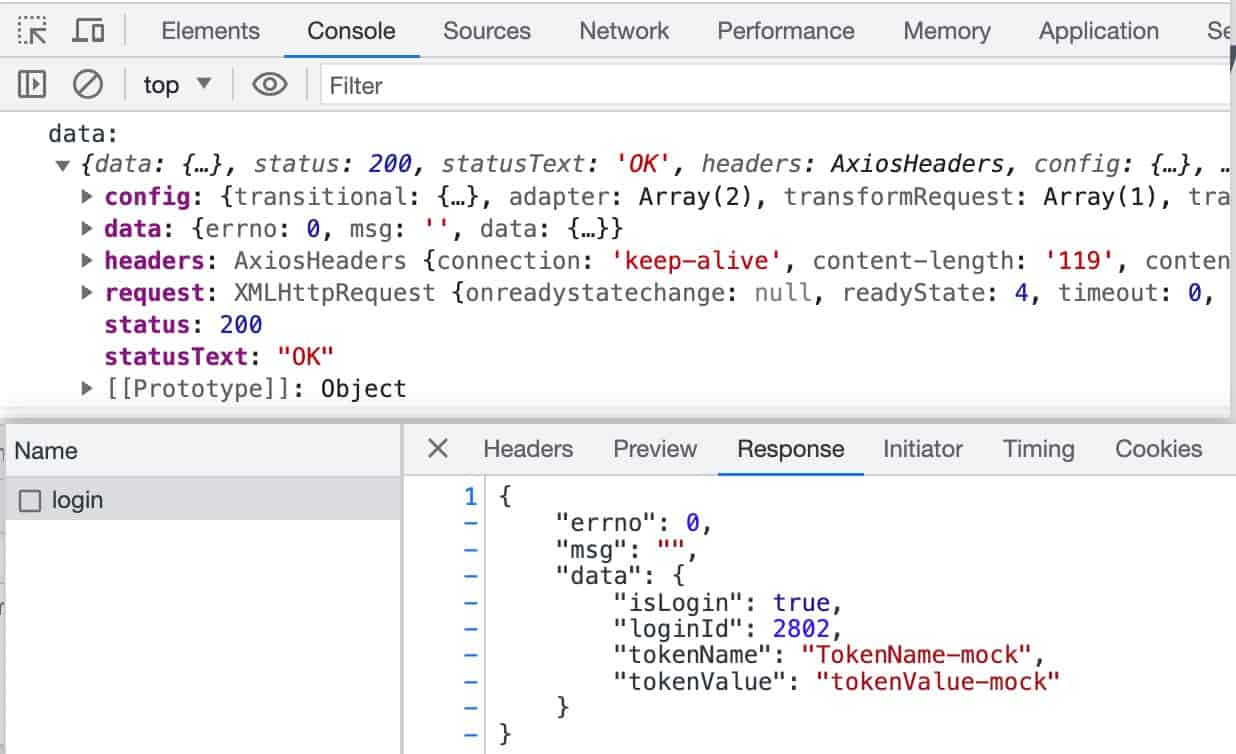 Elements Console Sources Network Performance Memory Application Se
top Filter
data:
{data: {…}, status: 200, statusText: 'OK', headers: AxiosHeaders, config: {…}, …
config: {transitional: {…}, adapter: Array(2), transformRequest: Array(1), tra
data: {errno: 0, msg: '', data: {…}}
headers: AxiosHeaders {connection: 'keep-alive', content-length: '119', conten
request: XMLHttpRequest {onreadystatechange: null, readyState: 4, timeout: 0,
status: 200
statusText: "OK"
[[Prototype]]: Object
Name
login
Headers Preview Response Initiator Timing Cookies
1 {
– "errno": 0,
– "msg": "",
– "data": {
– "isLogin": true,
– "loginId": 2802,
– "tokenName": "TokenName-mock",
– "tokenValue": "tokenValue-mock"
– }
– }